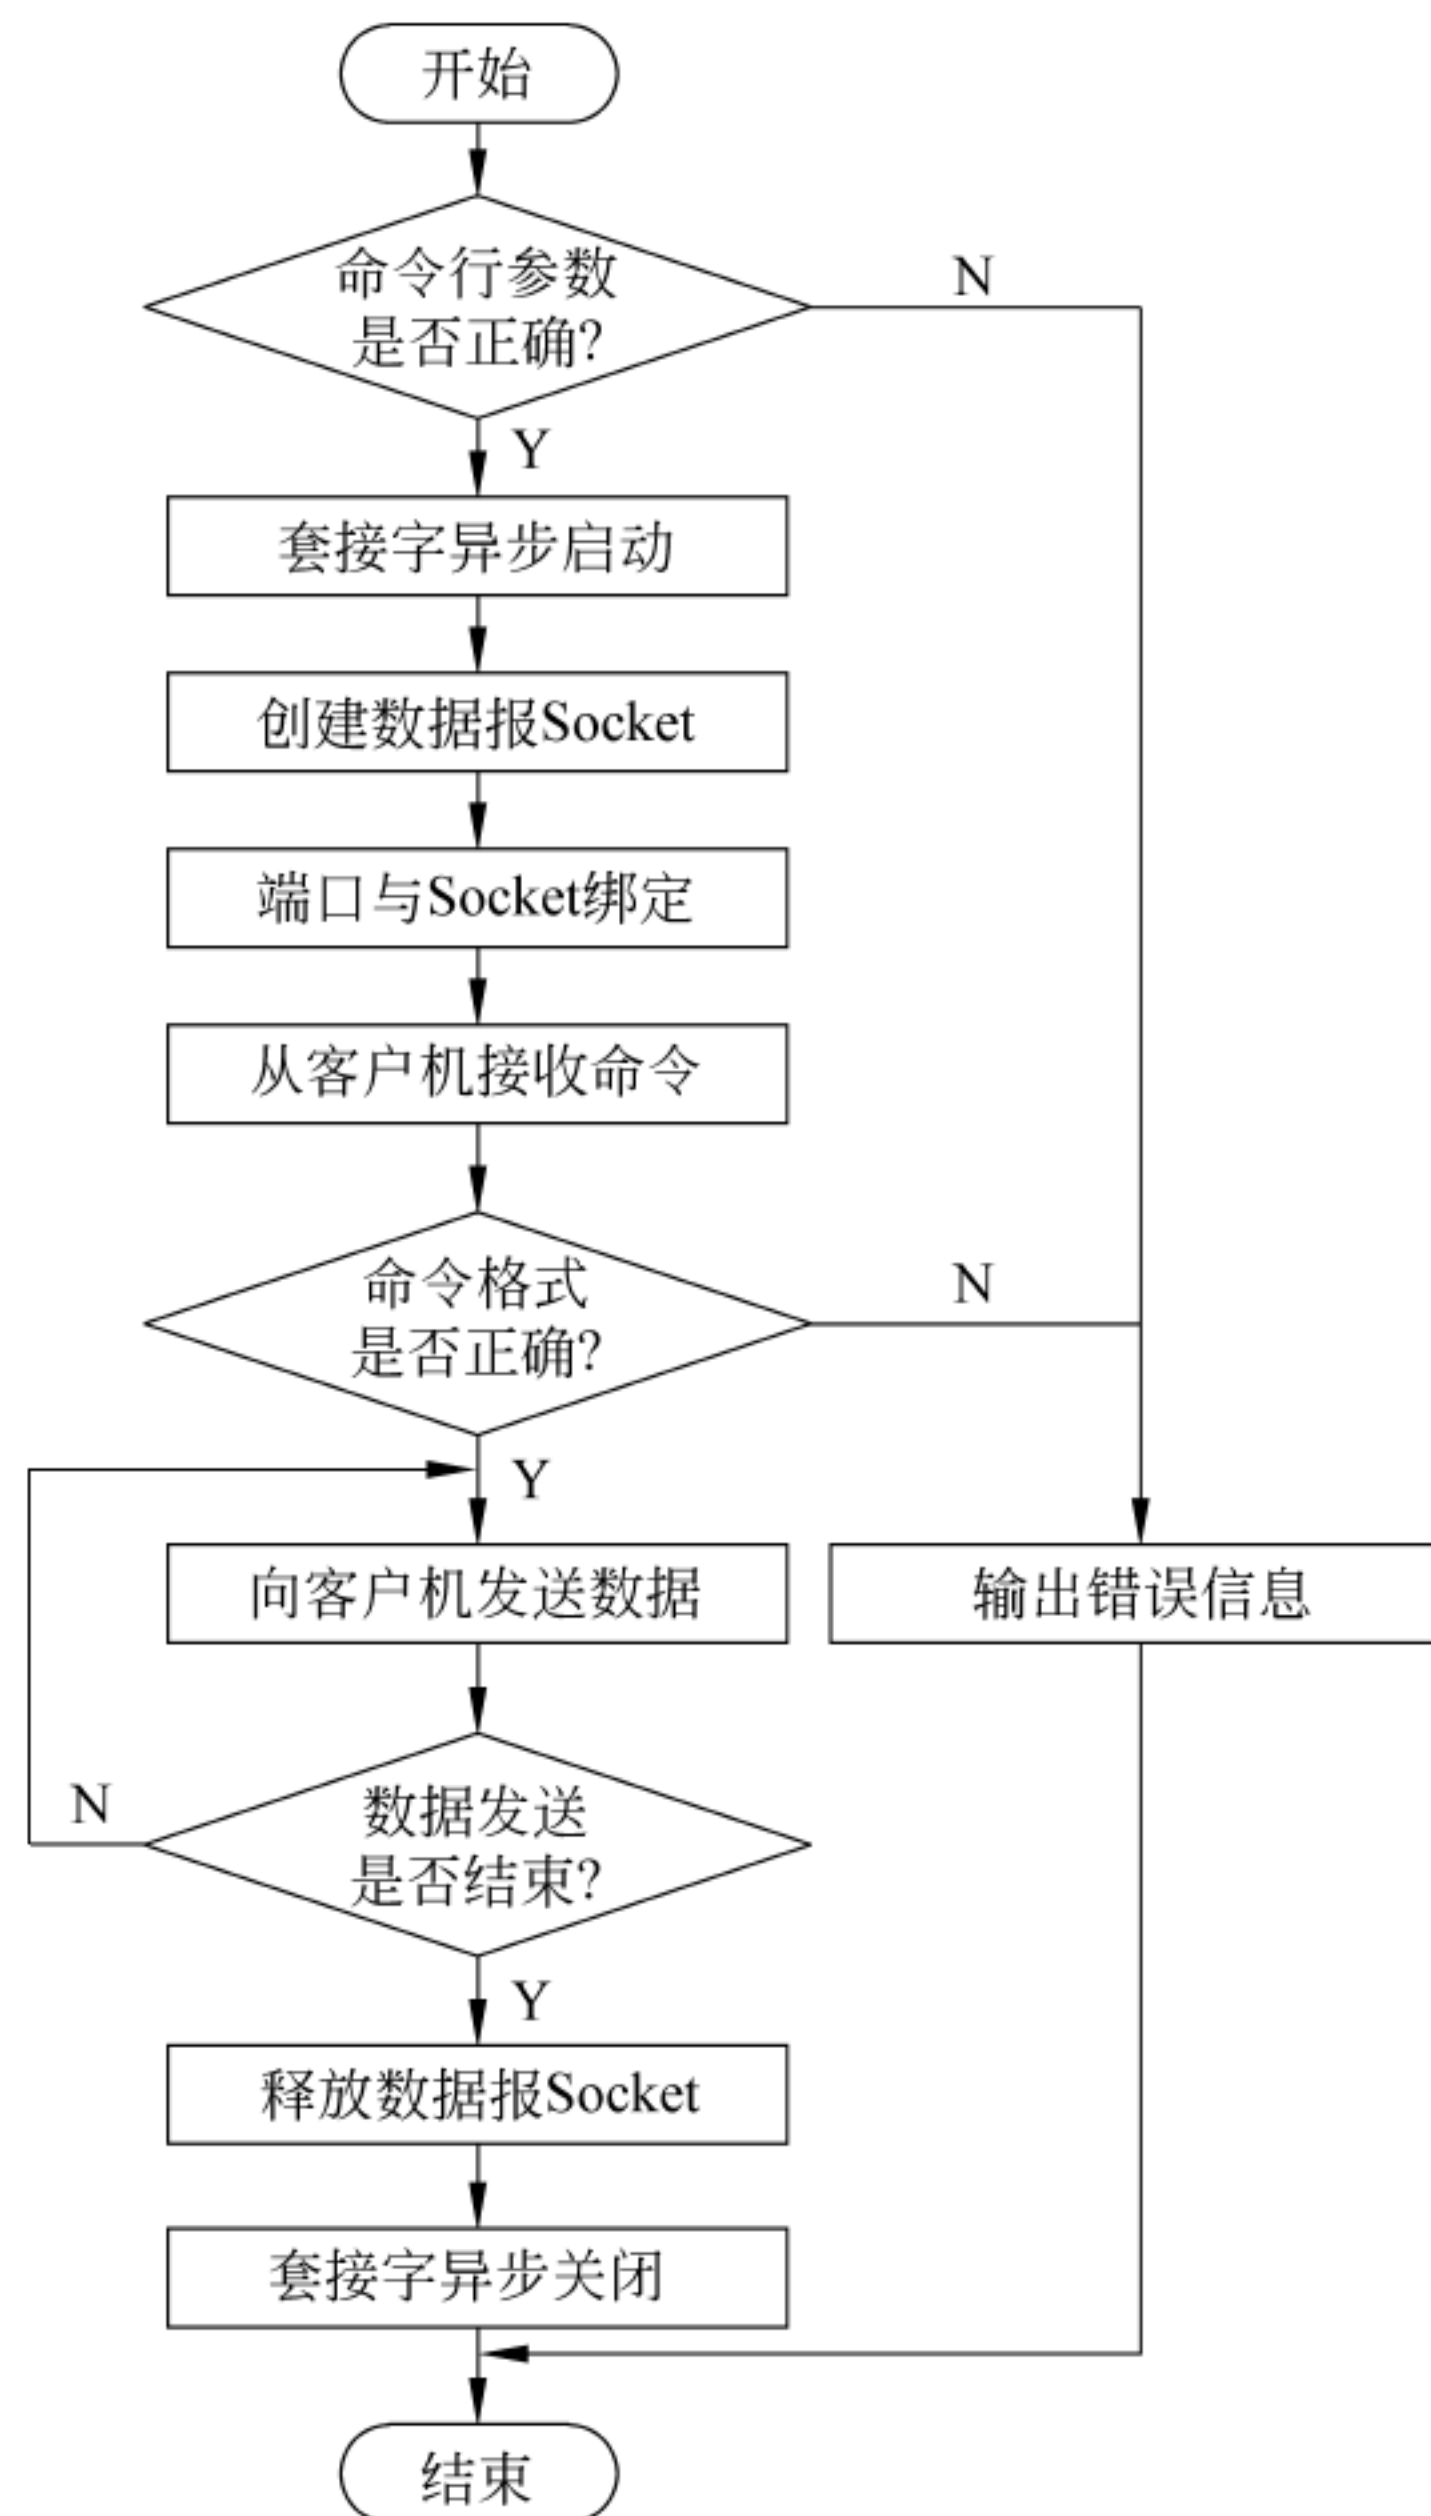 开始
命令行参数
是否正确?
N
Y
套接字异步启动
创建数据报Socket
端口与Socket绑定
从客户机接收命令
命令格式
是否正确?
N
Y
向客户机发送数据
输出错误信息
数据发送
是否结束?
N
Y
释放数据报Socket
套接字异步关闭
结束